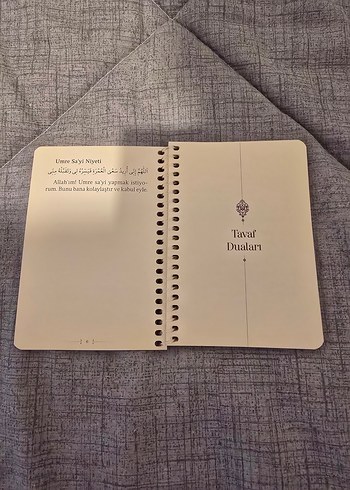 Umre Sa'yi Niyeti
اَللّٰهُمَّ اِنِّى اُرِيدُ سَعْىَ الْعُمْرَةِ فَيَسِّرْهُ لِى وَتَقَبَّلْهُ مِنِّى
Allah'ım! Umre sa'yi yapmak istiyo-
rum. Bunu bana kolaylaştır ve kabul eyle.
Tavaf
Duaları